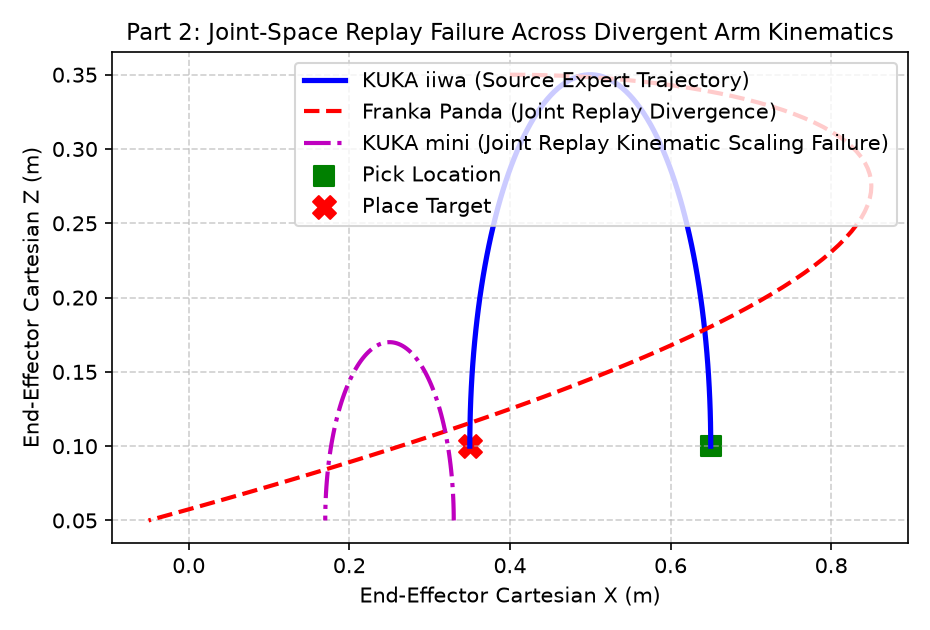 Part 2: Joint-Space Replay Failure Across Divergent Arm Kinematics
KUKA iiwa (Source Expert Trajectory)
Franka Panda (Joint Replay Divergence)
KUKA mini (Joint Replay Kinematic Scaling Failure)
Pick Location
Place Target
End-Effector Cartesian Z (m)
0.35
0.30
0.25
0.20
0.15
0.10
0.05
0.0 0.2 0.4 0.6 0.8
End-Effector Cartesian X (m)